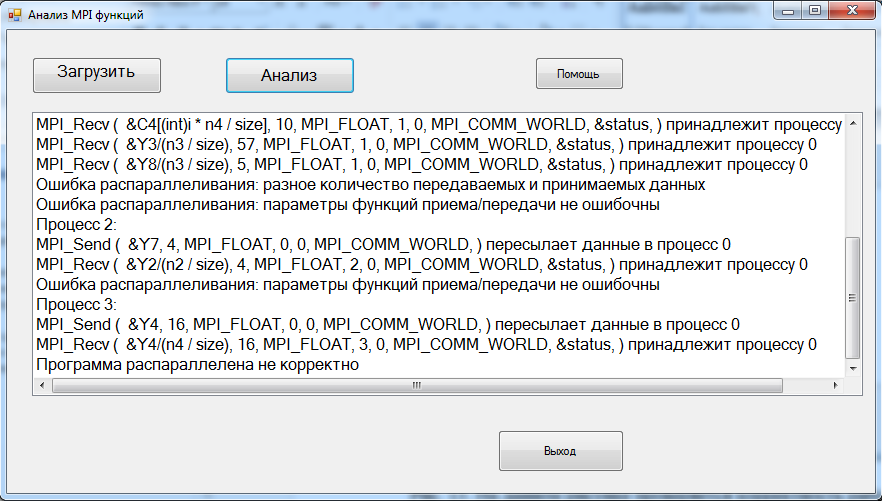 Анализ MPI функций
Загрузить
Анализ
Помощь
MPI_Recv (  &C4[(int)i * n4 / size], 10, MPI_FLOAT, 1, 0, MPI_COMM_WORLD, &status, ) принадлежит процессу
MPI_Recv (  &Y3/(n3 / size), 57, MPI_FLOAT, 1, 0, MPI_COMM_WORLD, &status, ) принадлежит процессу 0
MPI_Recv (  &Y8/(n3 / size), 5, MPI_FLOAT, 1, 0, MPI_COMM_WORLD, &status, ) принадлежит процессу 0
Ошибка распараллеливания: разное количество передаваемых и принимаемых данных
Ошибка распараллеливания: параметры функций приема/передачи не ошибочны
Процесс 2:
MPI_Send (  &Y7, 4, MPI_FLOAT, 0, 0, MPI_COMM_WORLD, ) пересылает данные в процесс 0
MPI_Recv (  &Y2/(n2 / size), 4, MPI_FLOAT, 2, 0, MPI_COMM_WORLD, &status, ) принадлежит процессу 0
Ошибка распараллеливания: параметры функций приема/передачи не ошибочны
Процесс 3:
MPI_Send (  &Y4, 16, MPI_FLOAT, 0, 0, MPI_COMM_WORLD, ) пересылает данные в процесс 0
MPI_Recv (  &Y4/(n4 / size), 16, MPI_FLOAT, 3, 0, MPI_COMM_WORLD, &status, ) принадлежит процессу 0
Программа распараллелена не корректно
Выход